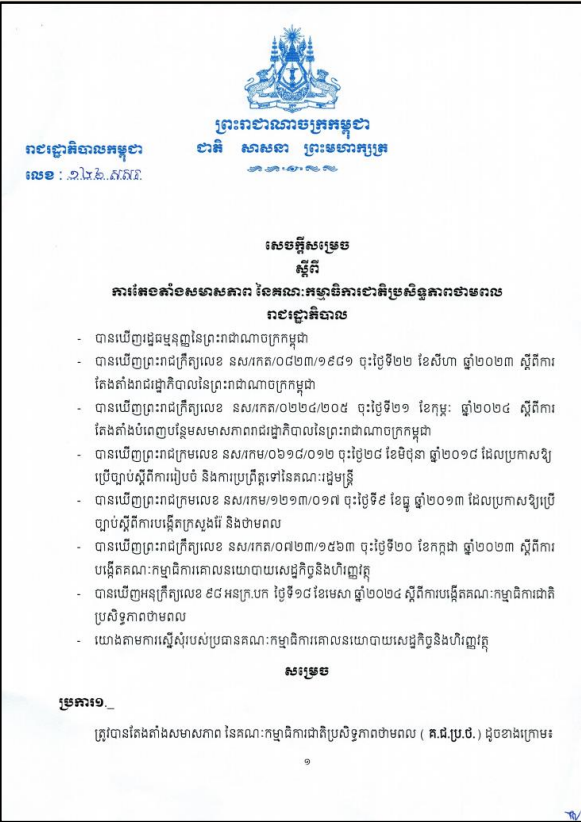 ព្រះរាជាណាចក្រកម្ពុជា
ជាតិ សាសនា ព្រះមហាក្សត្រ
រាជរដ្ឋាភិបាលកម្ពុជា
លេខ : ១៤២ សសរ
សេចក្តីសម្រេច
ស្តីពី
ការតែងតាំងសមាសភាព នៃគណៈកម្មាធិការជាតិប្រសិទ្ធភាពថាមពល
រាជរដ្ឋាភិបាល
- បានឃើញរដ្ឋធម្មនុញ្ញនៃព្រះរាជាណាចក្រកម្ពុជា
- បានឃើញព្រះរាជក្រឹត្យលេខ នស/រកត/០៨២៣/១៩៨១ ចុះថ្ងៃទី២២ ខែសីហា ឆ្នាំ២០២៣ ស្តីពីការ
តែងតាំងរាជរដ្ឋាភិបាលនៃព្រះរាជាណាចក្រកម្ពុជា
- បានឃើញព្រះរាជក្រឹត្យលេខ នស/រកត/០២២៤/២០៥ ចុះថ្ងៃទី២១ ខែកុម្ភៈ ឆ្នាំ២០២៤ ស្តីពីការ
តែងតាំងបំពេញបន្ថែមសមាសភាពរាជរដ្ឋាភិបាលនៃព្រះរាជាណាចក្រកម្ពុជា
- បានឃើញព្រះរាជក្រមលេខ នស/រកម/០៦១៨/០១២ ចុះថ្ងៃទី២៨ ខែមិថុនា ឆ្នាំ២០១៨ ដែលប្រកាសឱ្យ
ប្រើច្បាប់ស្តីពីការរៀបចំ និងការប្រព្រឹត្តទៅនៃគណៈរដ្ឋមន្ត្រី
- បានឃើញព្រះរាជក្រមលេខ នស/រកម/១២១៣/០១៧ ចុះថ្ងៃទី៩ ខែធ្នូ ឆ្នាំ២០១៣ ដែលប្រកាសឱ្យប្រើ
ច្បាប់ស្តីពីការបង្កើតក្រសួងរ៉ែ និងថាមពល
- បានឃើញព្រះរាជក្រឹត្យលេខ នស/រកត/០៧២៣/១៥៦៣ ចុះថ្ងៃទី២០ ខែកក្កដា ឆ្នាំ២០២៣ ស្តីពីការ
បង្កើតគណៈកម្មាធិការគោលនយោបាយសេដ្ឋកិច្ចនិងហិរញ្ញវត្ថុ
- បានឃើញអនុក្រឹត្យលេខ ៩៨ អនក្រ.បក ថ្ងៃទី១៨ ខែមេសា ឆ្នាំ២០២៤ ស្តីពីការបង្កើតគណៈកម្មាធិការជាតិ
ប្រសិទ្ធភាពថាមពល
- យោងតាមការស្នើសុំរបស់ប្រធានគណៈកម្មាធិការគោលនយោបាយសេដ្ឋកិច្ចនិងហិរញ្ញវត្ថុ
សម្រេច
ប្រការ១._
ត្រូវបានតែងតាំងសមាសភាព នៃគណៈកម្មាធិការជាតិប្រសិទ្ធភាពថាមពល ( គ.ជ.ប្រ.ថ. ) ដូចខាងក្រោម៖
១